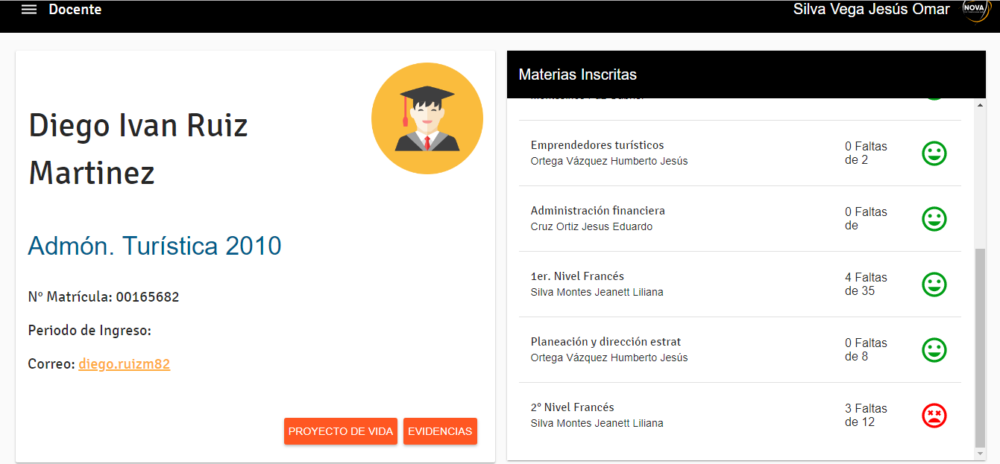 Docente
Silva Vega Jesús Omar
NOVA
Diego Ivan Ruiz
Martinez
Admón. Turística 2010
N° Matrícula: 00165682
Periodo de Ingreso:
Correo: diego.ruizm82
PROYECTO DE VIDA
EVIDENCIAS
Materias Inscritas
Emprendedores turísticos
Ortega Vázquez Humberto Jesús
0 Faltas
de 2
Administración financiera
Cruz Ortiz Jesus Eduardo
0 Faltas
de
1er. Nivel Francés
Silva Montes Jeanett Liliana
4 Faltas
de 35
Planeación y dirección estrat
Ortega Vázquez Humberto Jesús
0 Faltas
de 8
2° Nivel Francés
Silva Montes Jeanett Liliana
3 Faltas
de 12